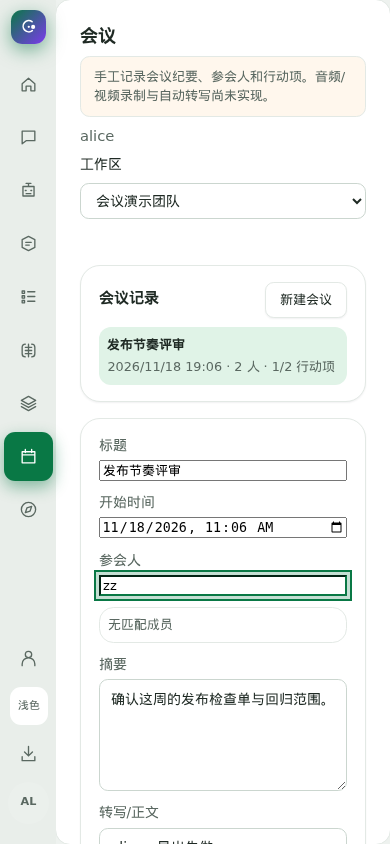 会议
手工记录会议纪要、参会人和行动项。音频/
视频录制与自动转写尚未实现。
alice
工作区
会议演示团队
会议记录
新建会议
发布节奏评审
2026/11/18 19:06 · 2 人 · 1/2 行动项
标题
发布节奏评审
开始时间
11/18/2026, 11:06 AM
参会人
zz
无匹配成员
摘要
确认这周的发布检查单与回归范围。
转写/正文
浅色
AL